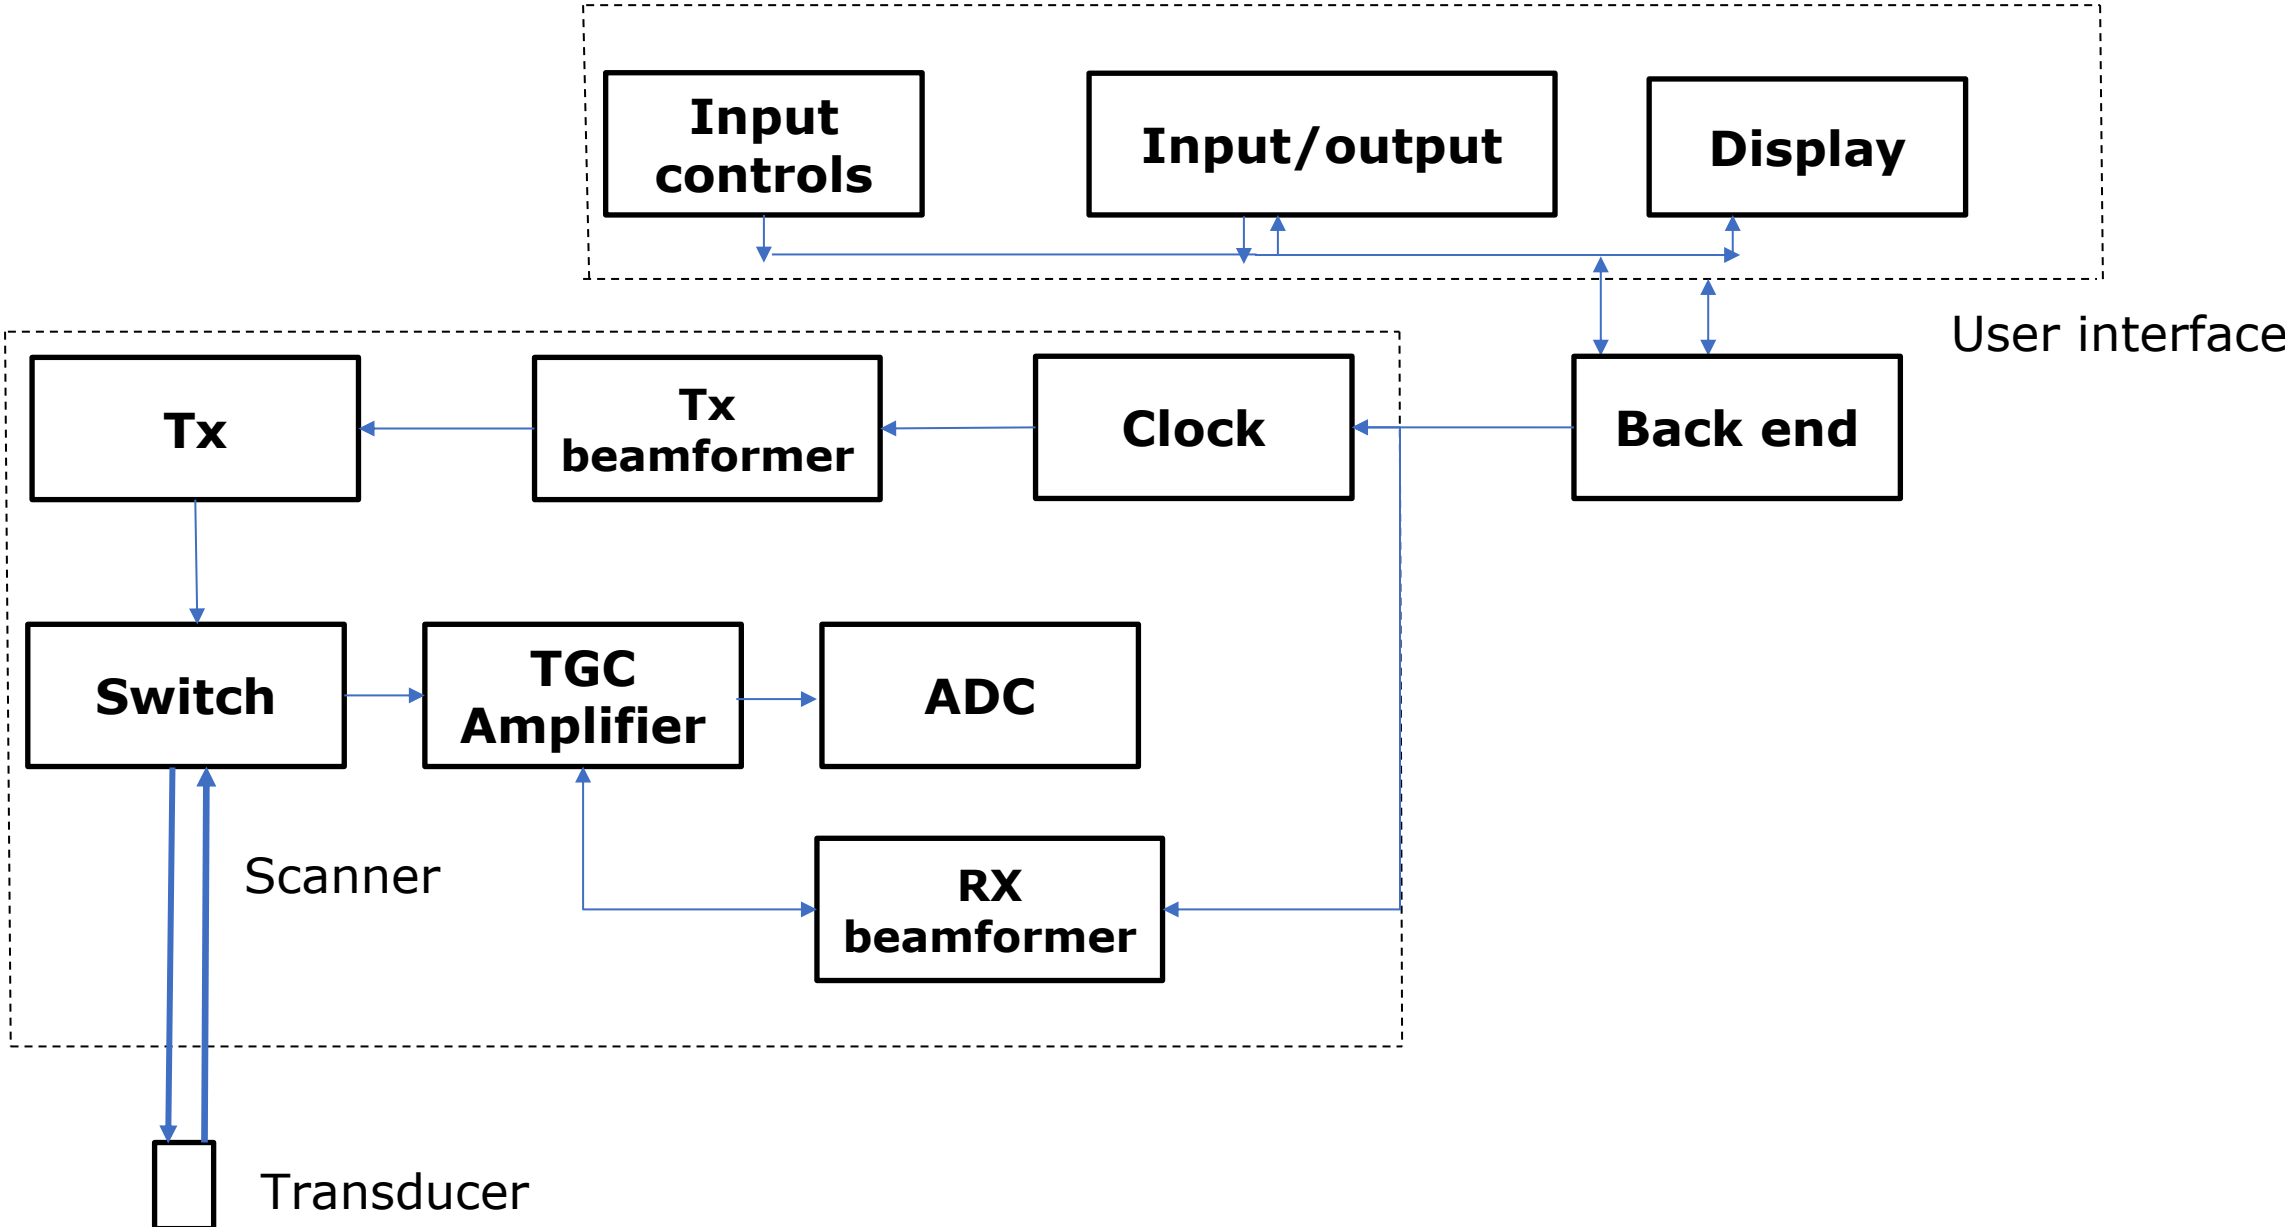 Input
controls
Input/output
Display
User interface
Tx
Tx
beamformer
Clock
Back end
Switch
TGC
Amplifier
ADC
Scanner
RX
beamformer
Transducer